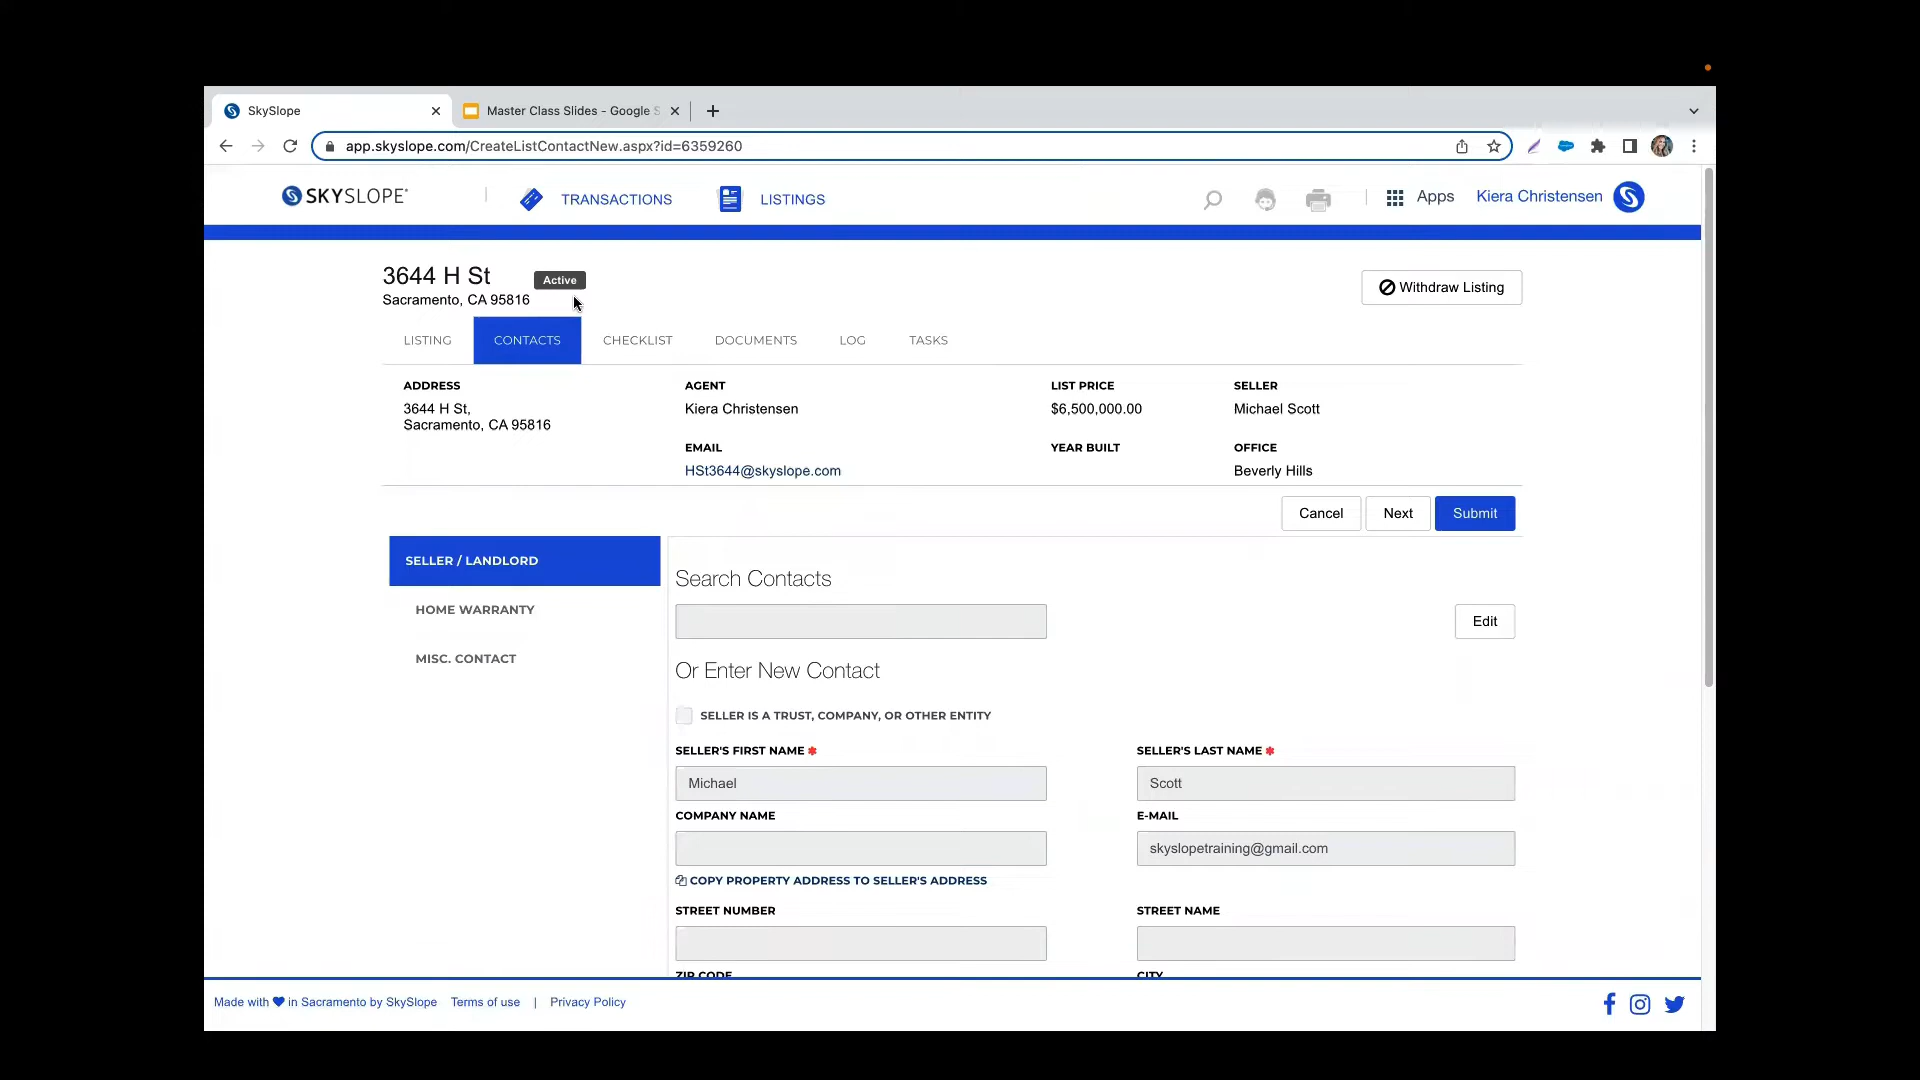 SkySlope
Master Class Slides - Google S
app.skyslope.com/CreateListContactNew.aspx?id=6359260
SKYSLOPE
TRANSACTIONS
LISTINGS
Apps
Kiera Christensen
3644 H St
Active
Sacramento, CA 95816
Withdraw Listing
LISTING
CONTACTS
CHECKLIST
DOCUMENTS
LOG
TASKS
ADDRESS
AGENT
LIST PRICE
SELLER
3644 H St,
Sacramento, CA 95816
Kiera Christensen
$6,500,000.00
Michael Scott
EMAIL
YEAR BUILT
OFFICE
HSt3644@skyslope.com
Beverly Hills
Cancel
Next
Submit
SELLER / LANDLORD
HOME WARRANTY
MISC. CONTACT
Search Contacts
Edit
Or Enter New Contact
SELLER IS A TRUST, COMPANY, OR OTHER ENTITY
SELLER'S FIRST NAME *
SELLER'S LAST NAME *
Michael
Scott
COMPANY NAME
E-MAIL
skyslopetraining@gmail.com
COPY PROPERTY ADDRESS TO SELLER'S ADDRESS
STREET NUMBER
STREET NAME
ZIP CODE
CITY
Made with ♥ in Sacramento by SkySlope
Terms of use
|
Privacy Policy